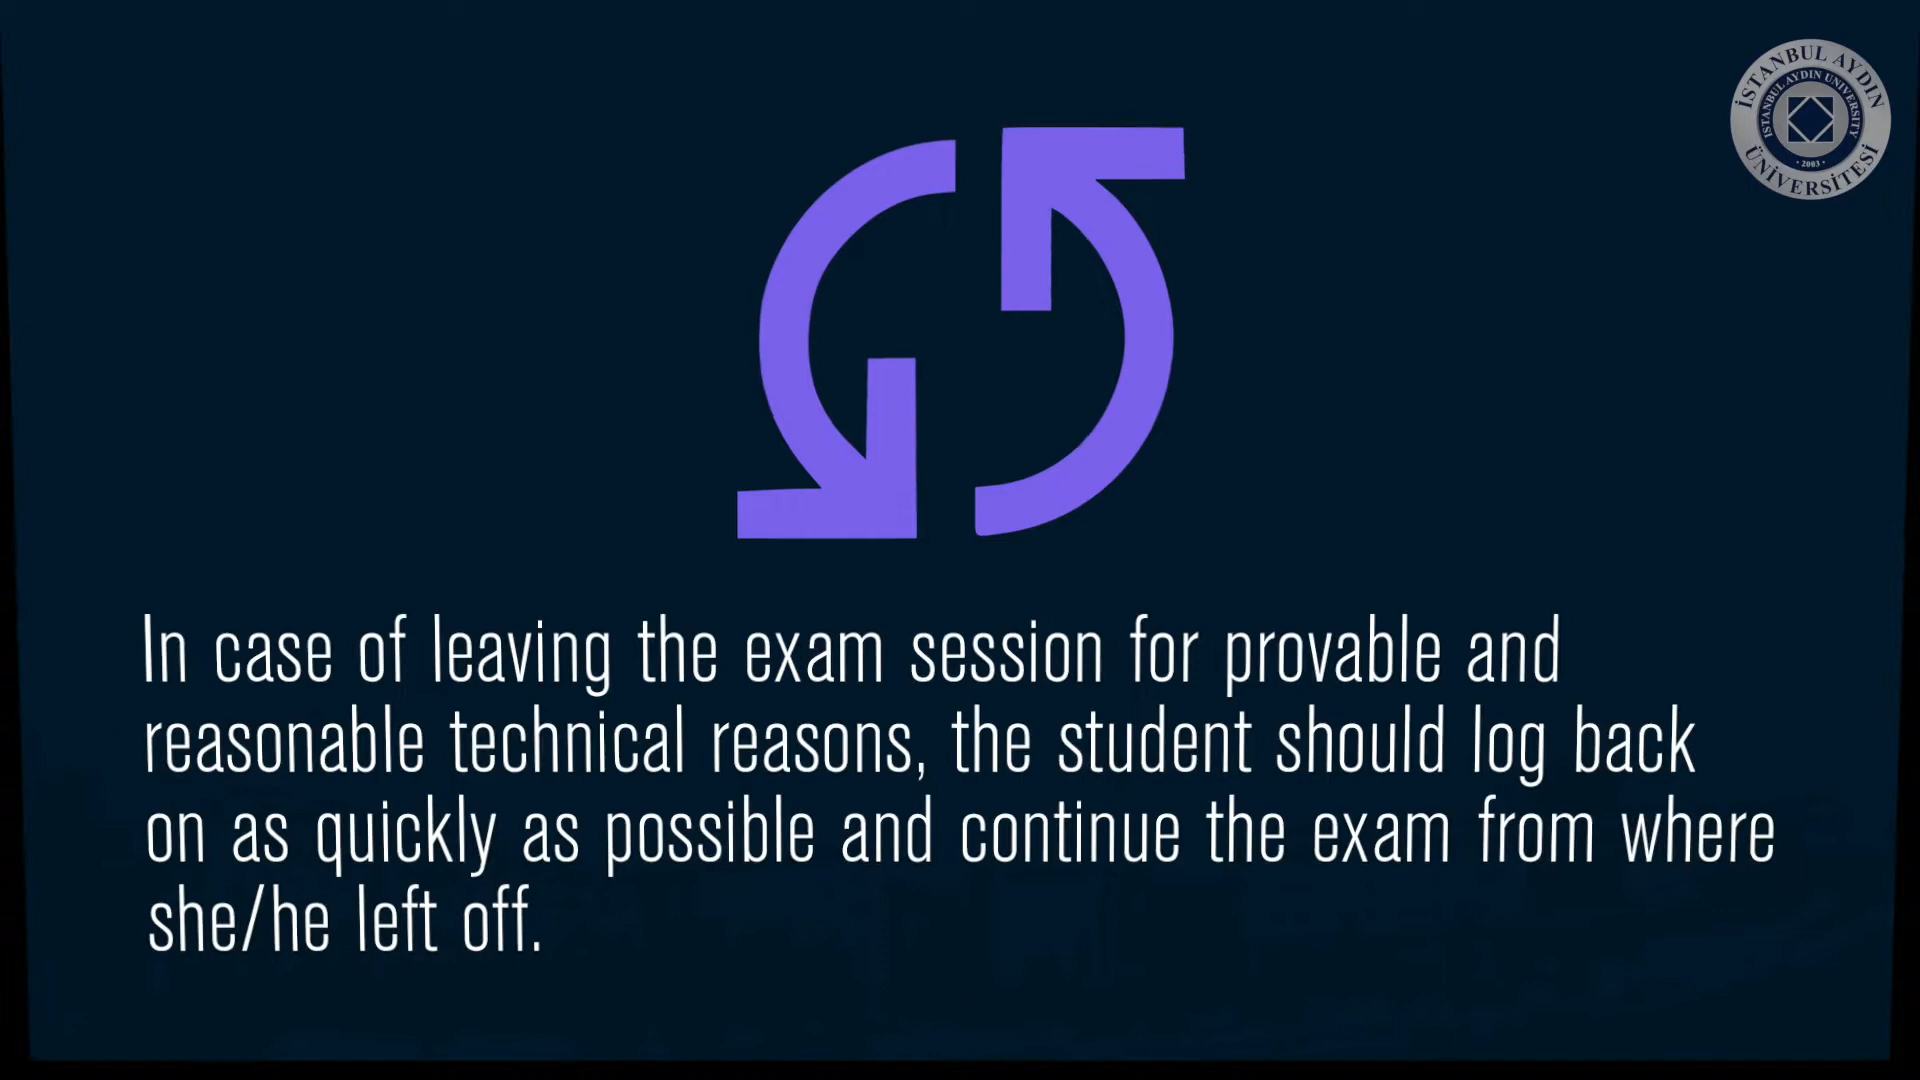 İSTANBUL AYDIN
ISTANBUL AYDIN UNIVERSITY
• 2003 •
ÜNİVERSİTESİ
In case of leaving the exam session for provable and
reasonable technical reasons, the student should log back
on as quickly as possible and continue the exam from where
she/he left off.